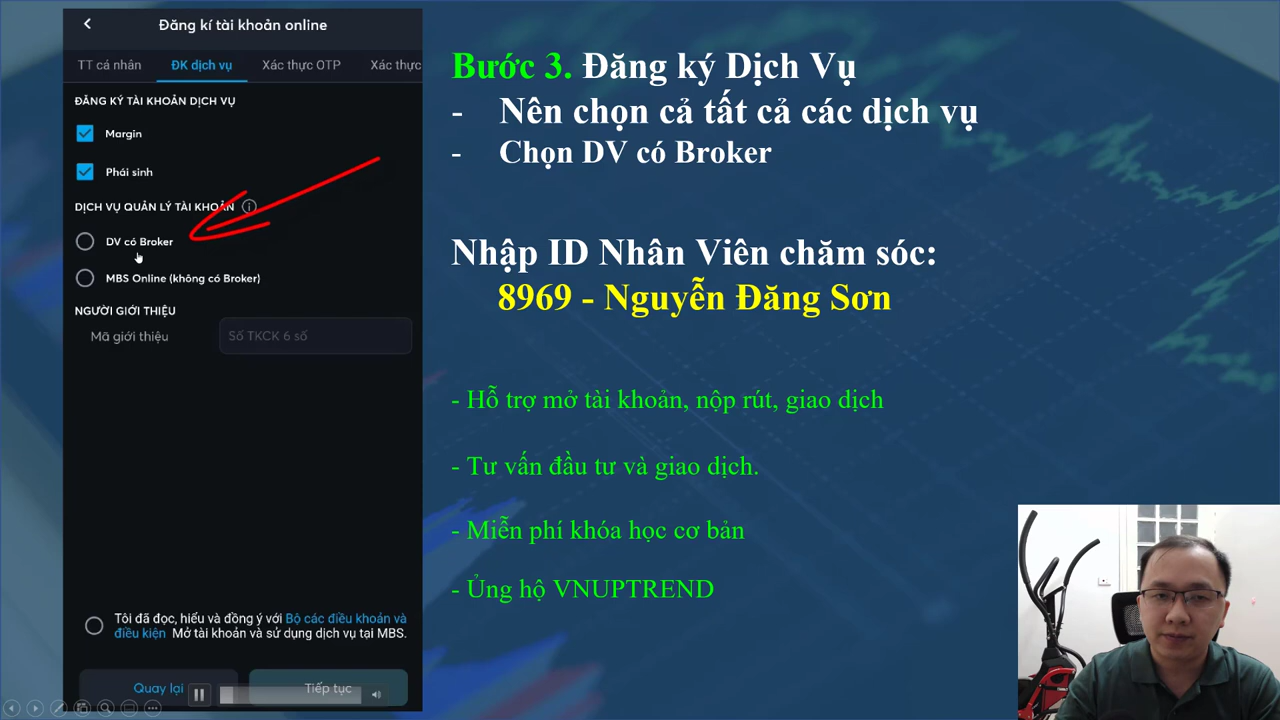 Đăng kí tài khoản online
TT cá nhân
ĐK dịch vụ
Xác thực OTP
Xác thực
ĐĂNG KÝ TÀI KHOẢN DỊCH VỤ
Margin
Phái sinh
DỊCH VỤ QUẢN LÝ TÀI KHOẢN
DV có Broker
MBS Online (không có Broker)
NGƯỜI GIỚI THIỆU
Mã giới thiệu
Số TKCK 6 số
Tôi đã đọc, hiểu và đồng ý với Bộ các điều khoản và
điều kiện Mở tài khoản và sử dụng dịch vụ tại MBS.
Quay lại
Tiếp tục
Bước 3. Đăng ký Dịch Vụ
- Nên chọn cả tất cả các dịch vụ
- Chọn DV có Broker
Nhập ID Nhân Viên chăm sóc:
8969 - Nguyễn Đăng Sơn
- Hỗ trợ mở tài khoản, nộp rút, giao dịch
- Tư vấn đầu tư và giao dịch.
- Miễn phí khóa học cơ bản
- Ủng hộ VNUPTREND